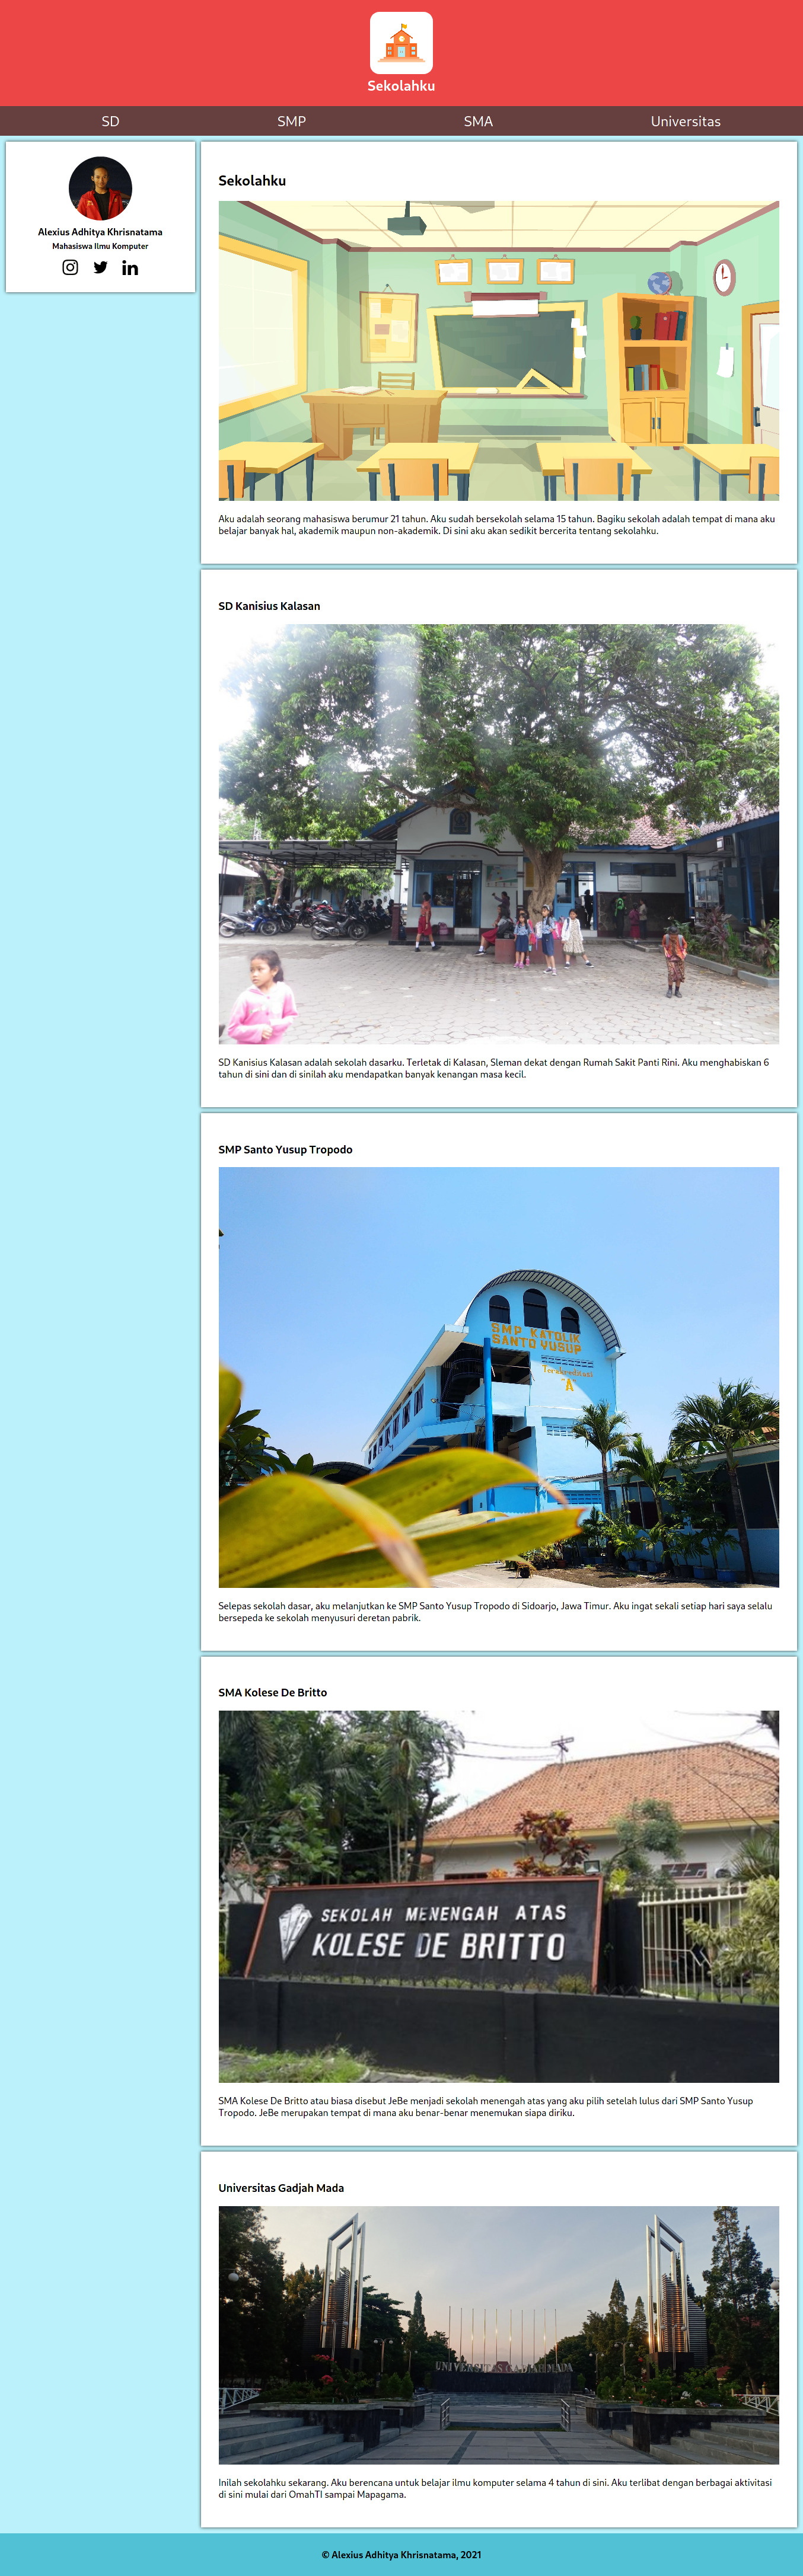 Sekolahku
SD SMP SMA Universitas
Alexius Adhitya Khrisnatama
Mahasiswa Ilmu Komputer
Sekolahku
Aku adalah seorang mahasiswa berumur 21 tahun. Aku sudah bersekolah selama 15 tahun. Bagiku sekolah adalah tempat di mana aku
belajar banyak hal, akademik maupun non-akademik. Di sini aku akan sedikit bercerita tentang sekolahku.
SD Kanisius Kalasan
SD Kanisius Kalasan adalah sekolah dasarku. Terletak di Kalasan, Sleman dekat dengan Rumah Sakit Panti Rini. Aku menghabiskan 6
tahun di sini dan di sinilah aku mendapatkan banyak kenangan masa kecil.
SMP Santo Yusup Tropodo
SMP KATOLIK
SANTO YUSUP
Terakreditasi
"A"
Selepas sekolah dasar, aku melanjutkan ke SMP Santo Yusup Tropodo di Sidoarjo, Jawa Timur. Aku ingat sekali setiap hari saya selalu
bersepeda ke sekolah menyusuri deretan pabrik.
SMA Kolese De Britto
SEKOLAH MENENGAH ATAS
KOLESE DE BRITTO
SMA Kolese De Britto atau biasa disebut JeBe menjadi sekolah menengah atas yang aku pilih setelah lulus dari SMP Santo Yusup
Tropodo. JeBe merupakan tempat di mana aku benar-benar menemukan siapa diriku.
Universitas Gadjah Mada
UNIVERSITAS GADJAH MADA
Inilah sekolahku sekarang. Aku berencana untuk belajar ilmu komputer selama 4 tahun di sini. Aku terlibat dengan berbagai aktivitasi
di sini mulai dari OmahTI sampai Mapagama.
© Alexius Adhitya Khrisnatama, 2021